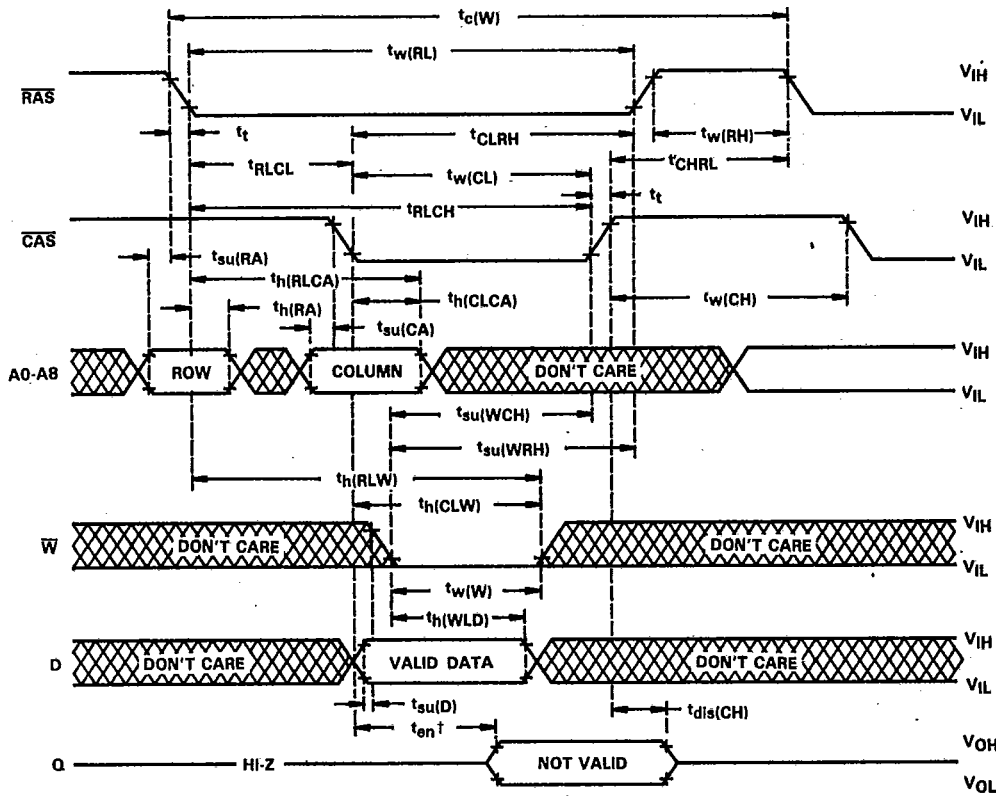 tc(W)
tw(RL)
RAS
VIH
VIL
tt
tCLRH
tw(RH)
tRLCL
tCHRL
tw(CL)
tt
tRLCH
CAS
VIH
VIL
tsu(RA)
th(RLCA)
th(CLCA)
tw(CH)
th(RA)
tsu(CA)
A0-A8
ROW
COLUMN
DON'T CARE
VIH
VIL
tsu(WCH)
tsu(WRH)
th(RLW)
th(CLW)
W
DON'T CARE
DON'T CARE
VIH
VIL
tw(W)
th(WLD)
D
DON'T CARE
VALID DATA
DON'T CARE
VIH
VIL
tsu(D)
tdis(CH)
ten†
Q
HI-Z
NOT VALID
VOH
VOL